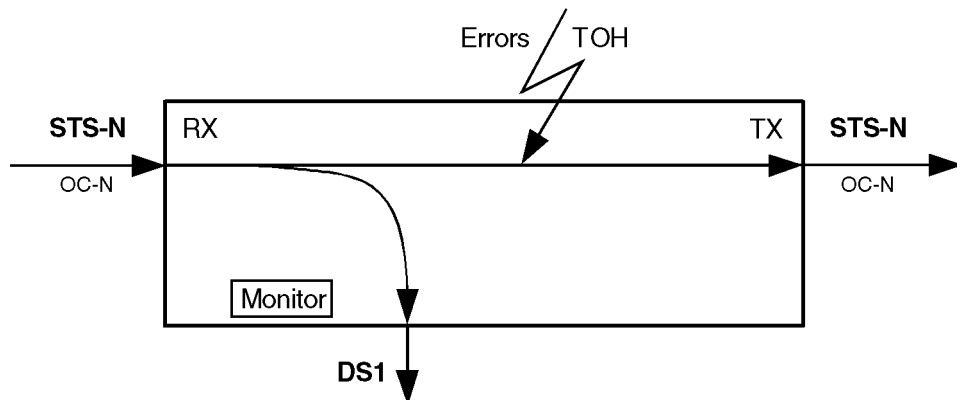 Errors TOH
STS-N RX TX STS-N
OC-N OC-N
Monitor
DS1